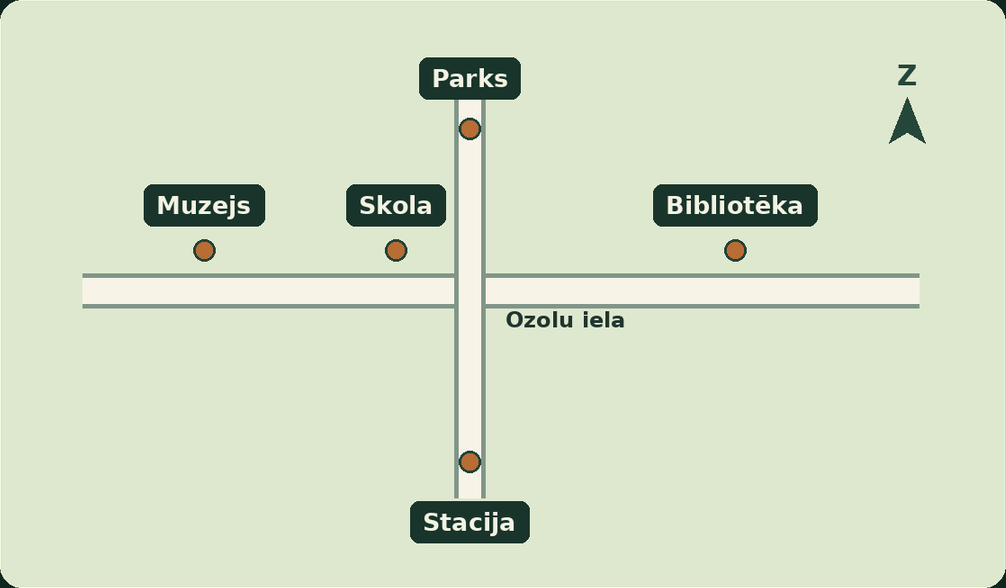 Parks
Z
Muzejs
Skola
Bibliotēka
Ozolu iela
Stacija